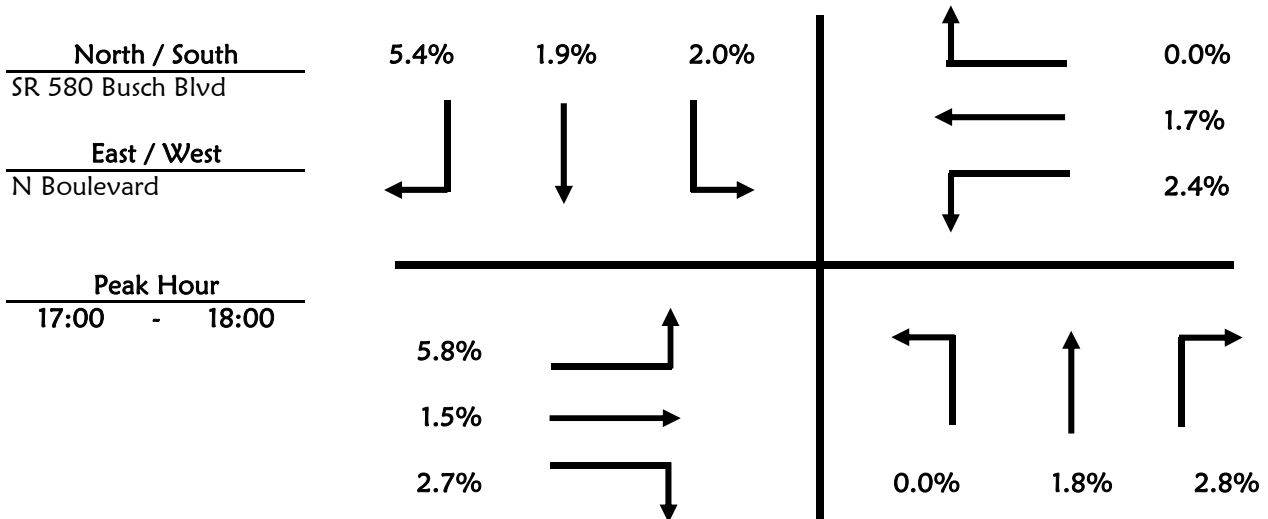 North / South
SR 580 Busch Blvd
East / West
N Boulevard
Peak Hour
17:00 - 18:00
5.4% 1.9% 2.0%
0.0%
1.7%
2.4%
5.8%
1.5%
2.7%
0.0% 1.8% 2.8%